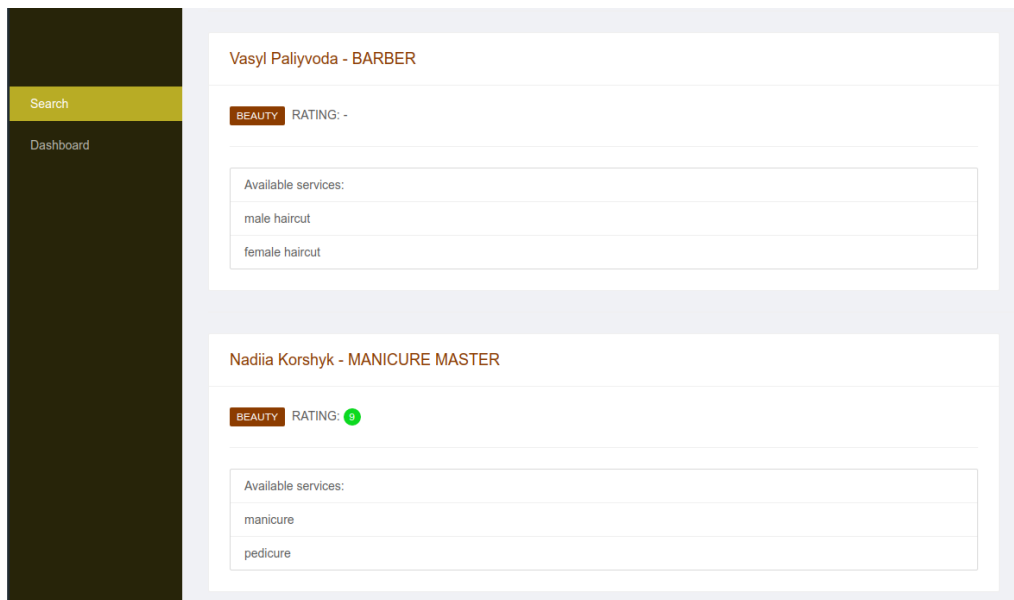 Search
Dashboard
Vasyl Paliyvoda - BARBER
BEAUTY RATING: -
Available services:
male haircut
female haircut
Nadiia Korshyk - MANICURE MASTER
BEAUTY RATING: 9
Available services:
manicure
pedicure